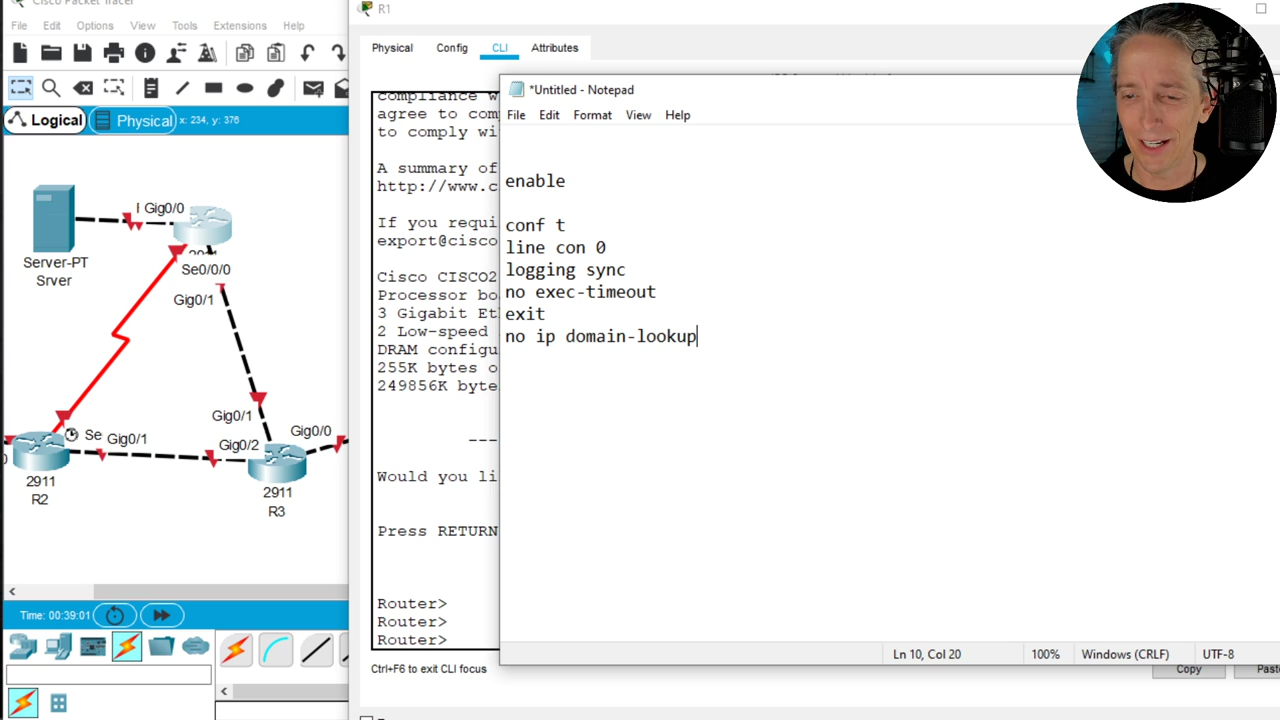 Cisco Packet Tracer
File Edit Options View Tools Extensions Help
Logical Physical x: 234, y: 376
Gig0/0
Server-PT
Srver
Se0/0/0
Gig0/1
Gig0/1
Gig0/0
Se Gig0/1
Gig0/2
2911
R2
2911
R3
Time: 00:39:01
R1
Physical Config CLI Attributes
compliance w
agree to com
to comply wi
A summary of
http://www.c
If you requi
export@cisco
Cisco CISCO2
Processor bo
3 Gigabit Et
2 Low-speed
DRAM configu
255K bytes o
249856K byte
---
Would you li
Press RETURN
Router>
Router>
Router>
Ctrl+F6 to exit CLI focus
Copy Paste
*Untitled - Notepad
File Edit Format View Help
enable
conf t
line con 0
logging sync
no exec-timeout
exit
no ip domain-lookup
Ln 10, Col 20 100% Windows (CRLF) UTF-8